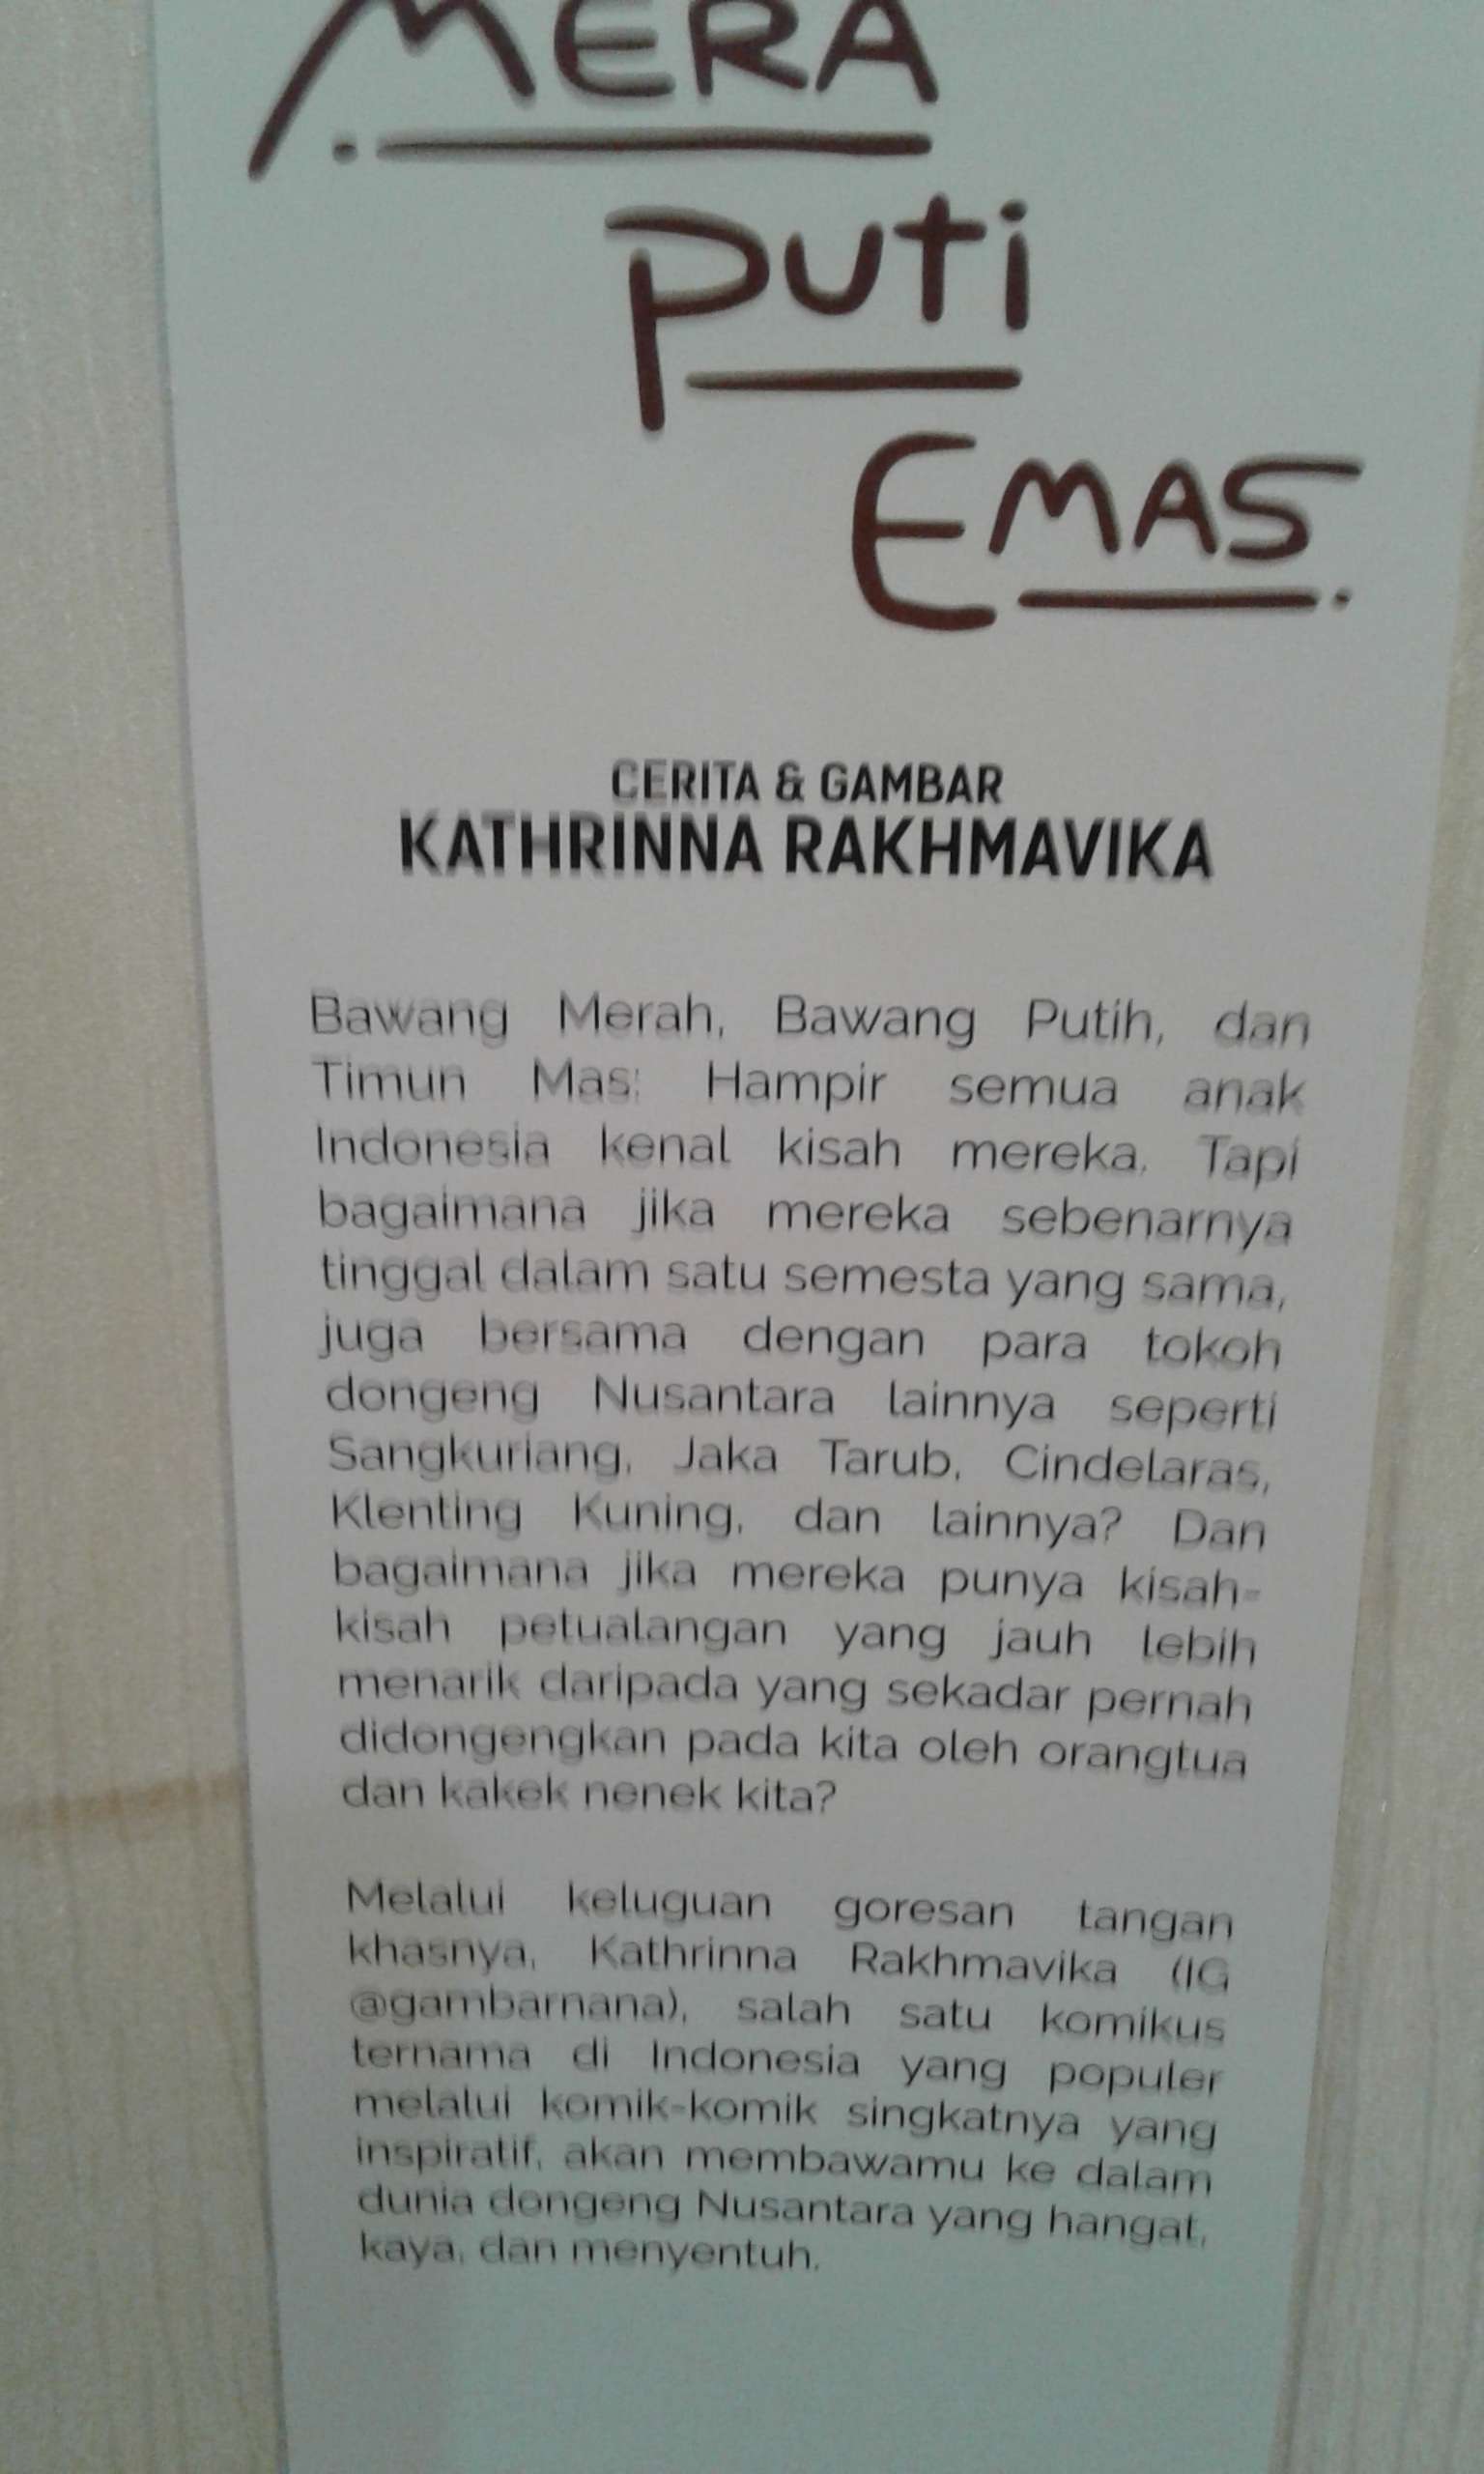 MERA
PUTI
EMAS
CERITA & GAMBAR
KATHRINNA RAKHMAVIKA
Bawang Merah, Bawang Putih, dan
Timun Mas: Hampir semua anak
Indonesia kenal kisah mereka. Tapi
bagaimana jika mereka sebenarnya
tinggal dalam satu semesta yang sama,
juga bersama dengan para tokoh
dongeng Nusantara lainnya seperti
Sangkuriang, Jaka Tarub, Cindelaras,
Klenting Kuning, dan lainnya? Dan
bagaimana jika mereka punya kisah-
kisah petualangan yang jauh lebih
menarik daripada yang sekadar pernah
didongengkan pada kita oleh orangtua
dan kakek nenek kita?
Melalui keluguan goresan tangan
khasnya, Kathrinna Rakhmavika (IG
@gambarnana), salah satu komikus
ternama di Indonesia yang populer
melalui komik-komik singkatnya yang
inspiratif, akan membawamu ke dalam
dunia dongeng Nusantara yang hangat,
kaya, dan menyentuh.